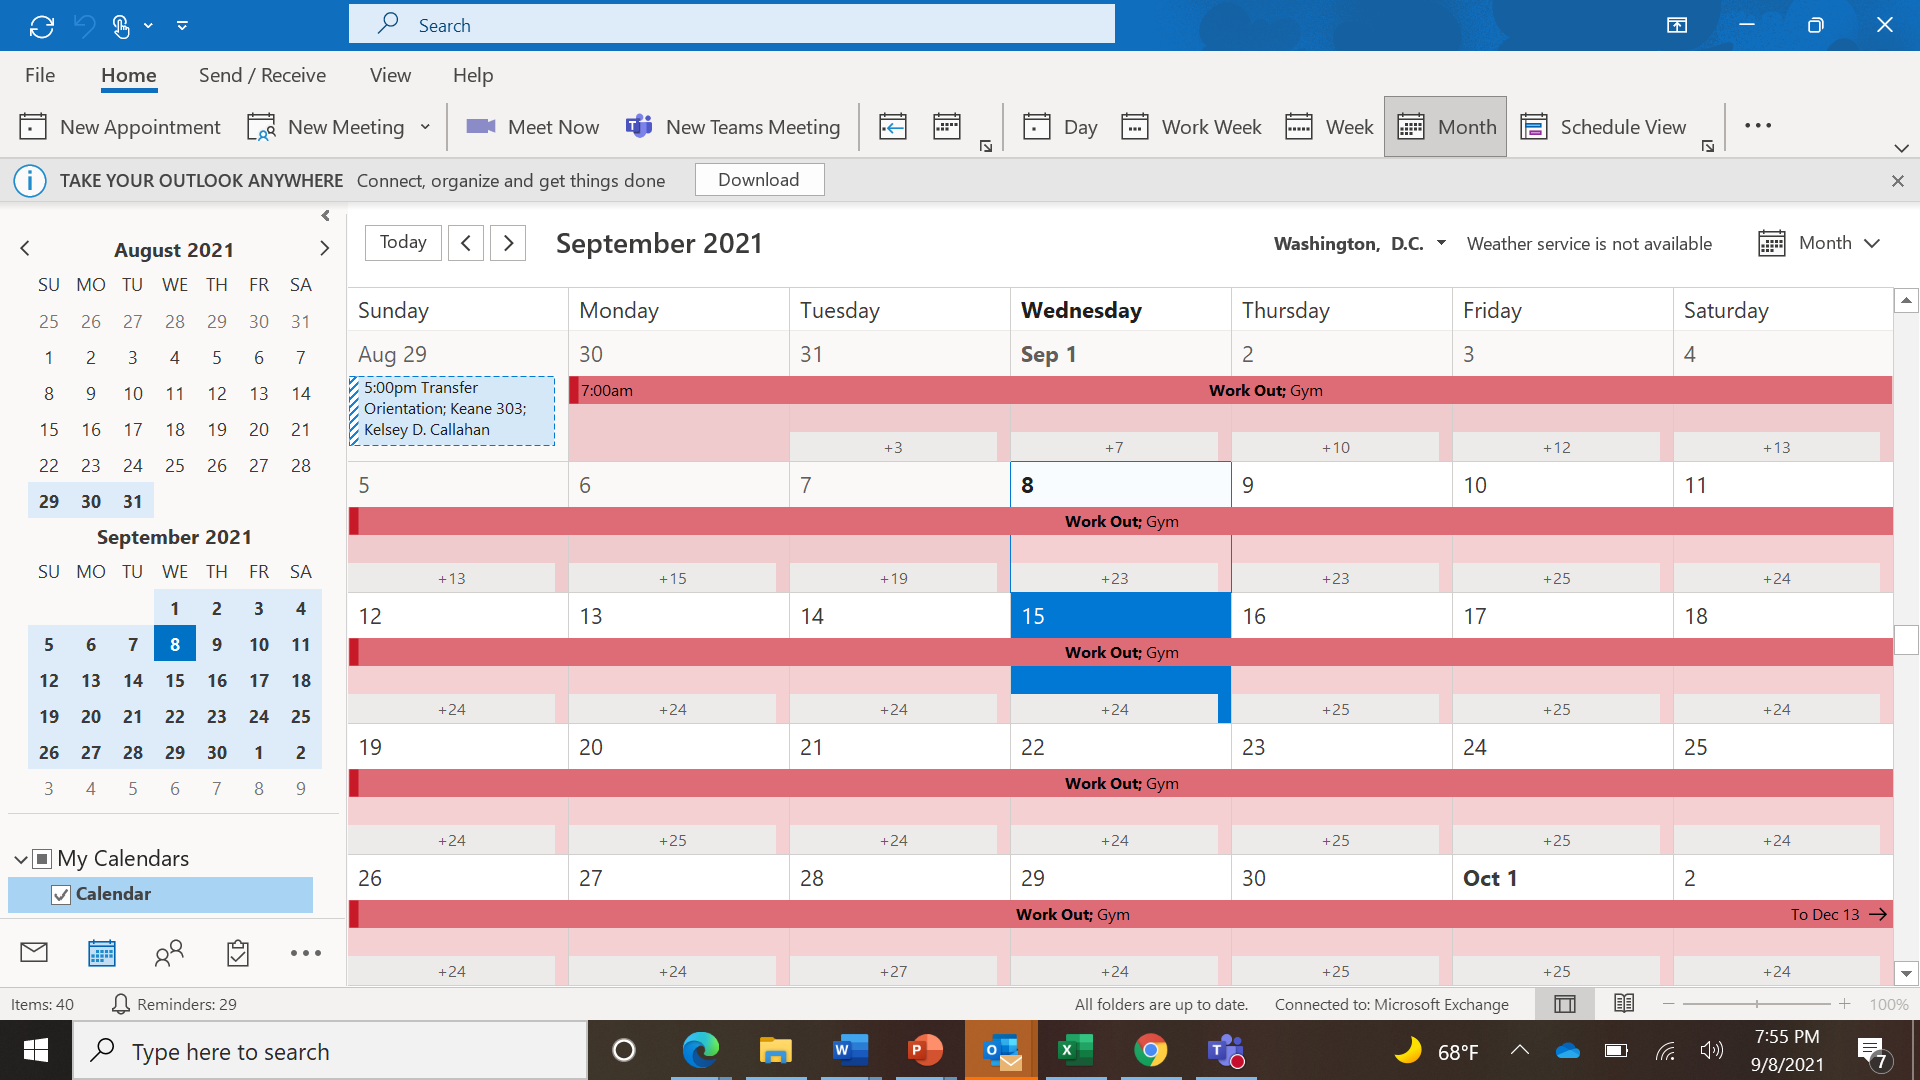 Search
File Home Send / Receive View Help
New Appointment New Meeting Meet Now New Teams Meeting Day Work Week Week Month Schedule View
TAKE YOUR OUTLOOK ANYWHERE Connect, organize and get things done Download
August 2021
SU MO TU WE TH FR SA
25 26 27 28 29 30 31
1 2 3 4 5 6 7
8 9 10 11 12 13 14
15 16 17 18 19 20 21
22 23 24 25 26 27 28
29 30 31
September 2021
SU MO TU WE TH FR SA
1 2 3 4
5 6 7 8 9 10 11
12 13 14 15 16 17 18
19 20 21 22 23 24 25
26 27 28 29 30 1 2
3 4 5 6 7 8 9
My Calendars
Calendar
Today September 2021 Washington, D.C. Weather service is not available Month
Sunday Monday Tuesday Wednesday Thursday Friday Saturday
Aug 29 30 31 Sep 1 2 3 4
5:00pm Transfer
Orientation; Keane 303;
Kelsey D. Callahan
7:00am Work Out; Gym
+3 +7 +10 +12 +13
5 6 7 8 9 10 11
Work Out; Gym
+13 +15 +19 +23 +23 +25 +24
12 13 14 15 16 17 18
Work Out; Gym
+24 +24 +24 +24 +25 +25 +24
19 20 21 22 23 24 25
Work Out; Gym
+24 +25 +24 +24 +25 +25 +24
26 27 28 29 30 Oct 1 2
Work Out; Gym To Dec 13
+24 +24 +27 +24 +25 +25 +24
Items: 40 Reminders: 29 All folders are up to date. Connected to: Microsoft Exchange 100%
Type here to search 68°F 7:55 PM
9/8/2021 7